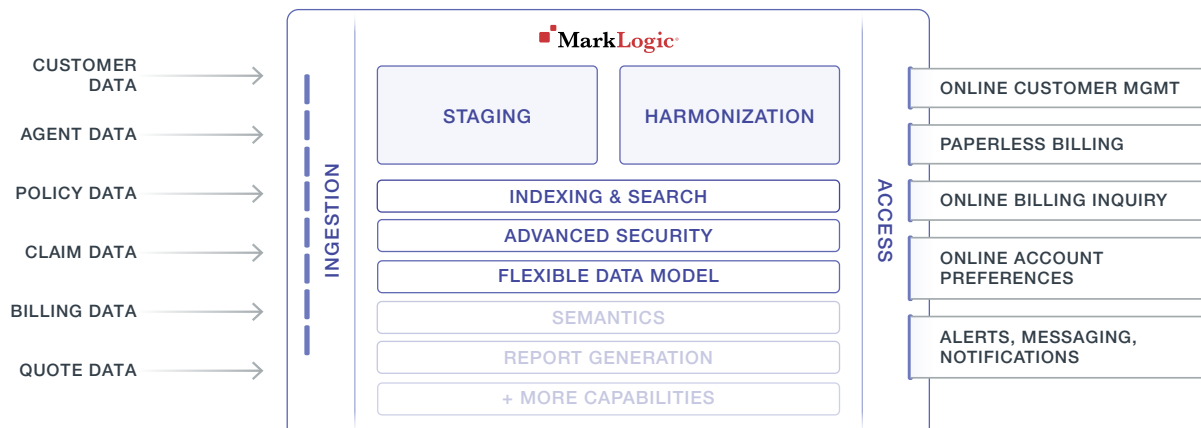 MarkLogic
CUSTOMER
DATA
AGENT DATA
POLICY DATA
CLAIM DATA
BILLING DATA
QUOTE DATA
INGESTION
STAGING
HARMONIZATION
INDEXING & SEARCH
ADVANCED SECURITY
FLEXIBLE DATA MODEL
SEMANTICS
REPORT GENERATION
+ MORE CAPABILITIES
ACCESS
ONLINE CUSTOMER MGMT
PAPERLESS BILLING
ONLINE BILLING INQUIRY
ONLINE ACCOUNT
PREFERENCES
ALERTS, MESSAGING,
NOTIFICATIONS